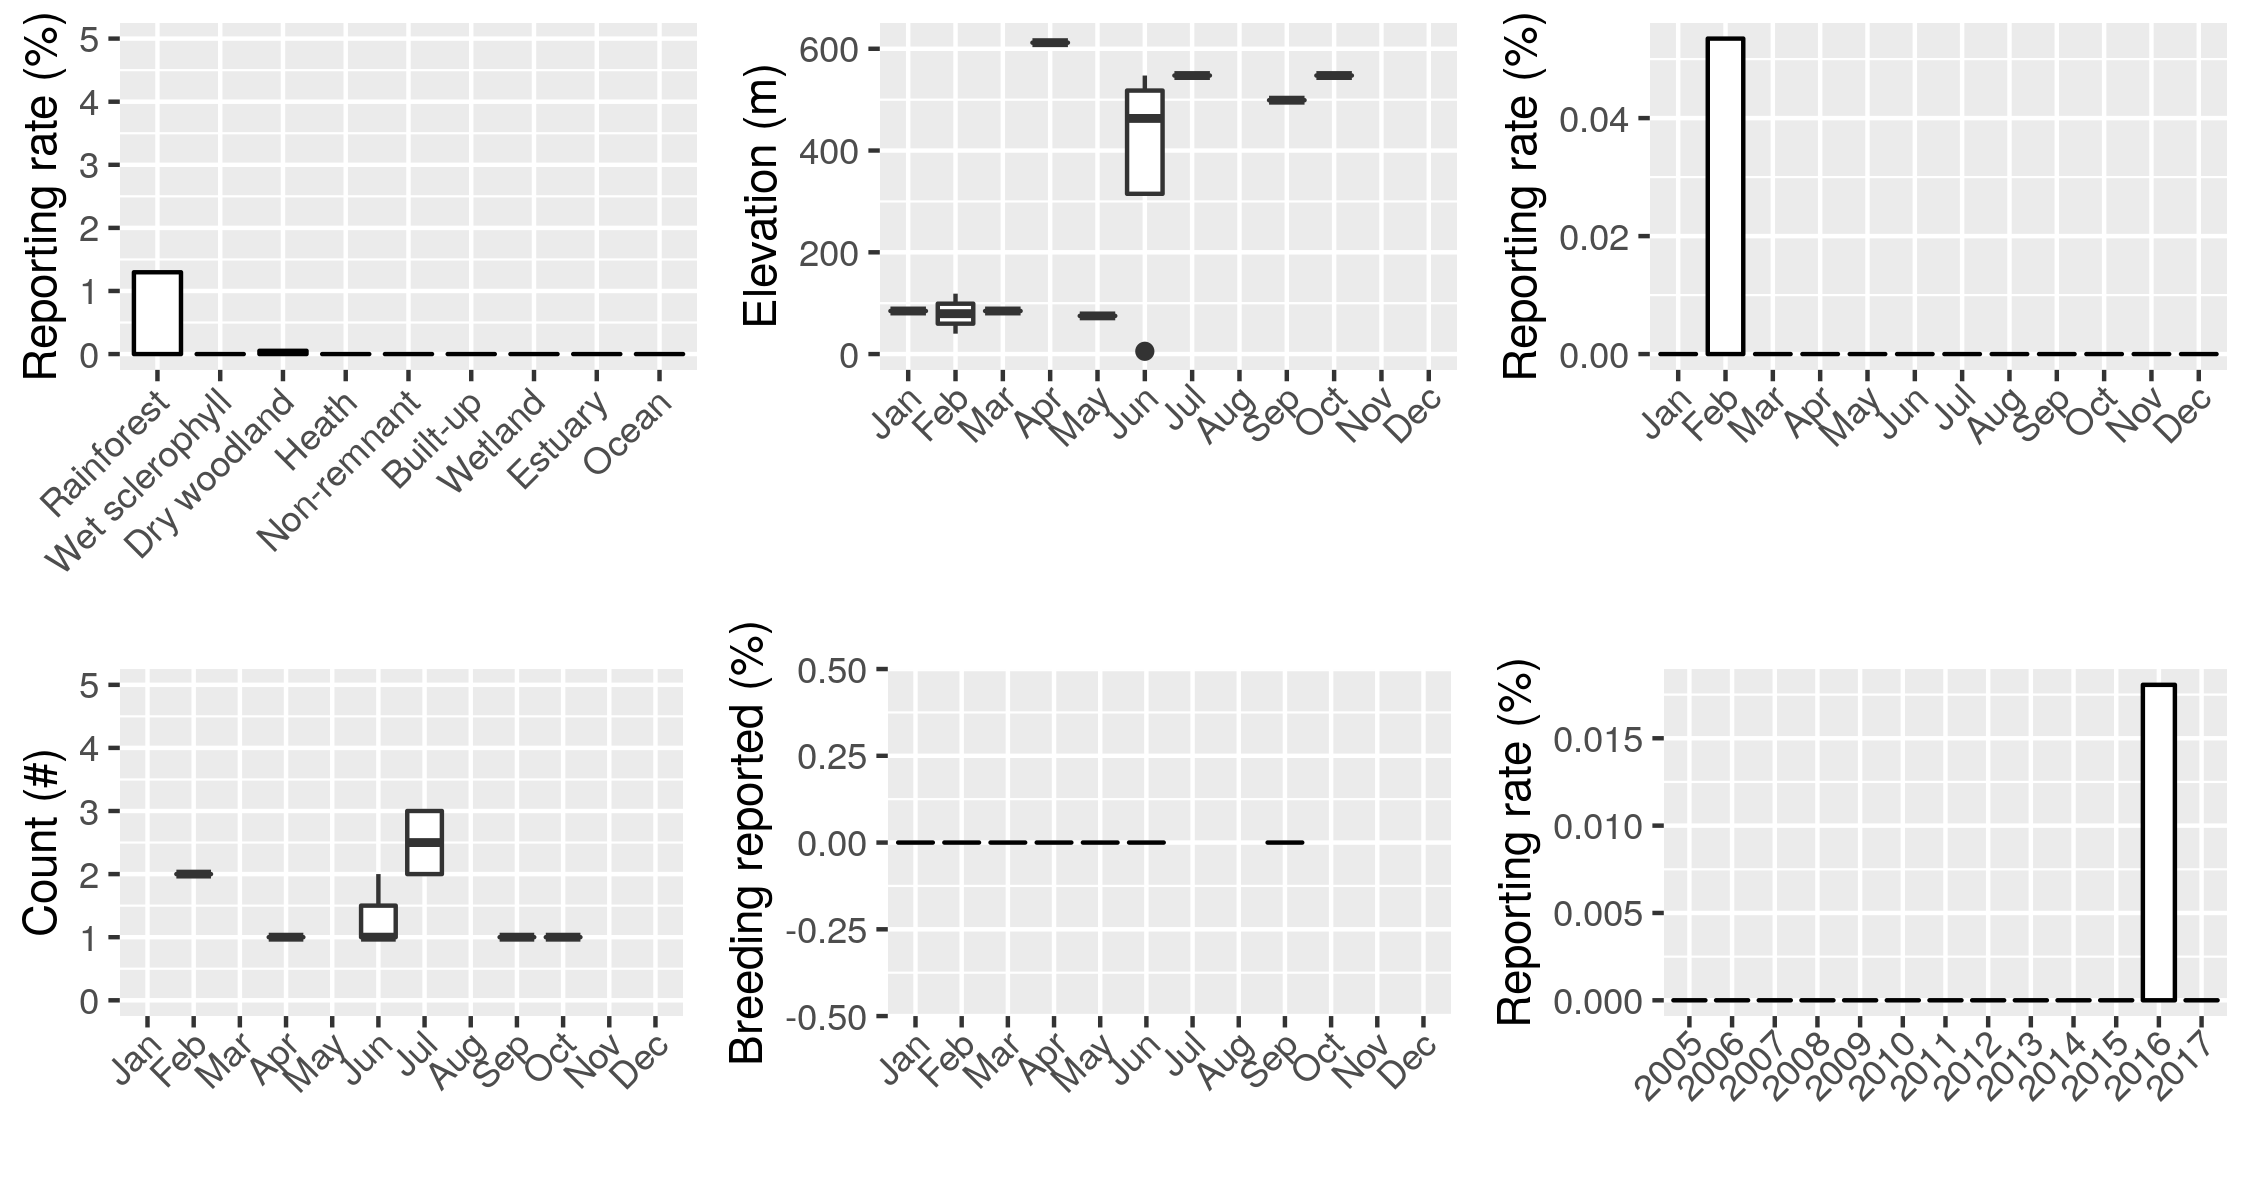 Reporting rate (%)
5
4
3
2
1
0
Rainforest
Wet sclerophyll
Dry woodland
Heath
Non-remnant
Built-up
Wetland
Estuary
Ocean
Elevation (m)
600
400
200
0
Jan Feb Mar Apr May Jun Jul Aug Sep Oct Nov Dec
Reporting rate (%)
0.04
0.02
0.00
Jan Feb Mar Apr May Jun Jul Aug Sep Oct Nov Dec
Count (#)
5
4
3
2
1
0
Jan Feb Mar Apr May Jun Jul Aug Sep Oct Nov Dec
Breeding reported (%)
0.50
0.25
0.00
-0.25
-0.50
Jan Feb Mar Apr May Jun Jul Aug Sep Oct Nov Dec
Reporting rate (%)
0.015
0.010
0.005
0.000
2005 2006 2007 2008 2009 2010 2011 2012 2013 2014 2015 2016 2017